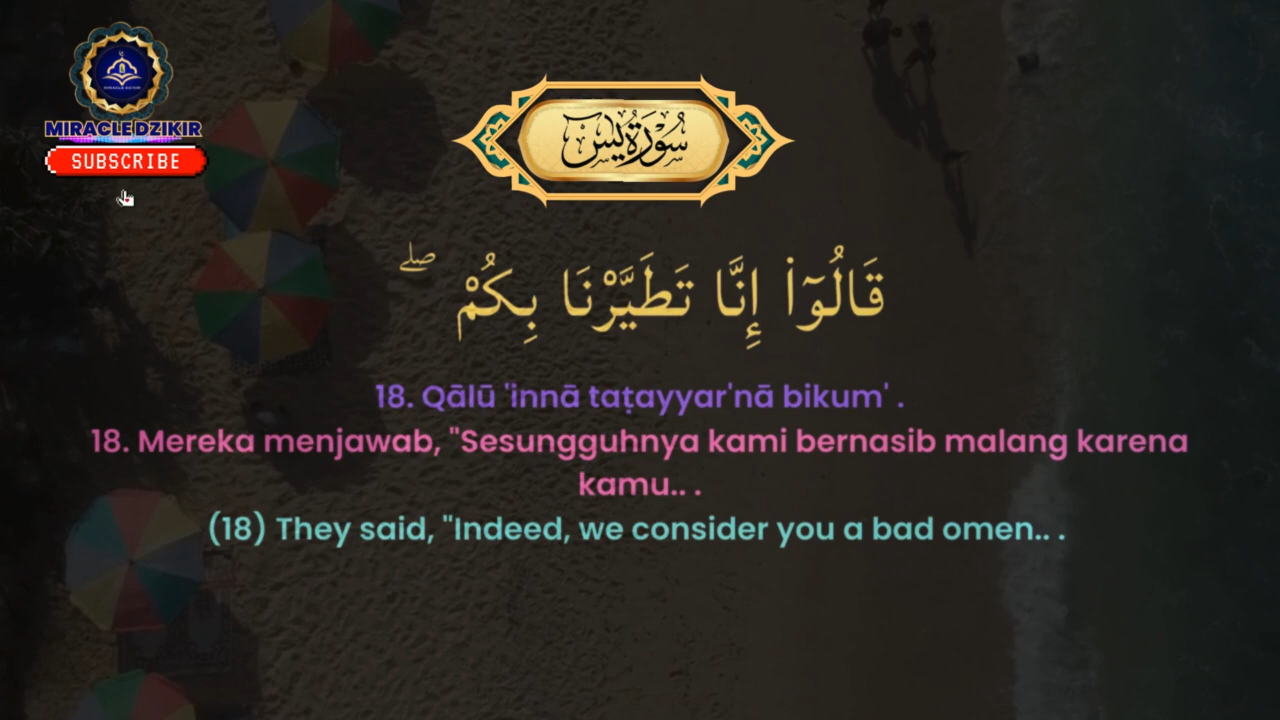 MIRACLE DZIKIR
SUBSCRIBE
سُورَةُ يسٓ
قَالُوٓا۟ إِنَّا تَطَيَّرْنَا بِكُمْ ۖ
18. Qālū 'innā taṭayyar'nā bikum' .
18. Mereka menjawab, "Sesungguhnya kami bernasib malang karena
kamu.. .
(18) They said, "Indeed, we consider you a bad omen.. .